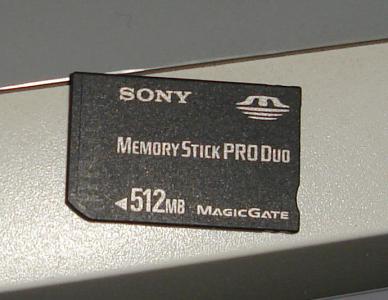 SONY
MEMORY STICK PRO DUO
512MB MAGICGATE